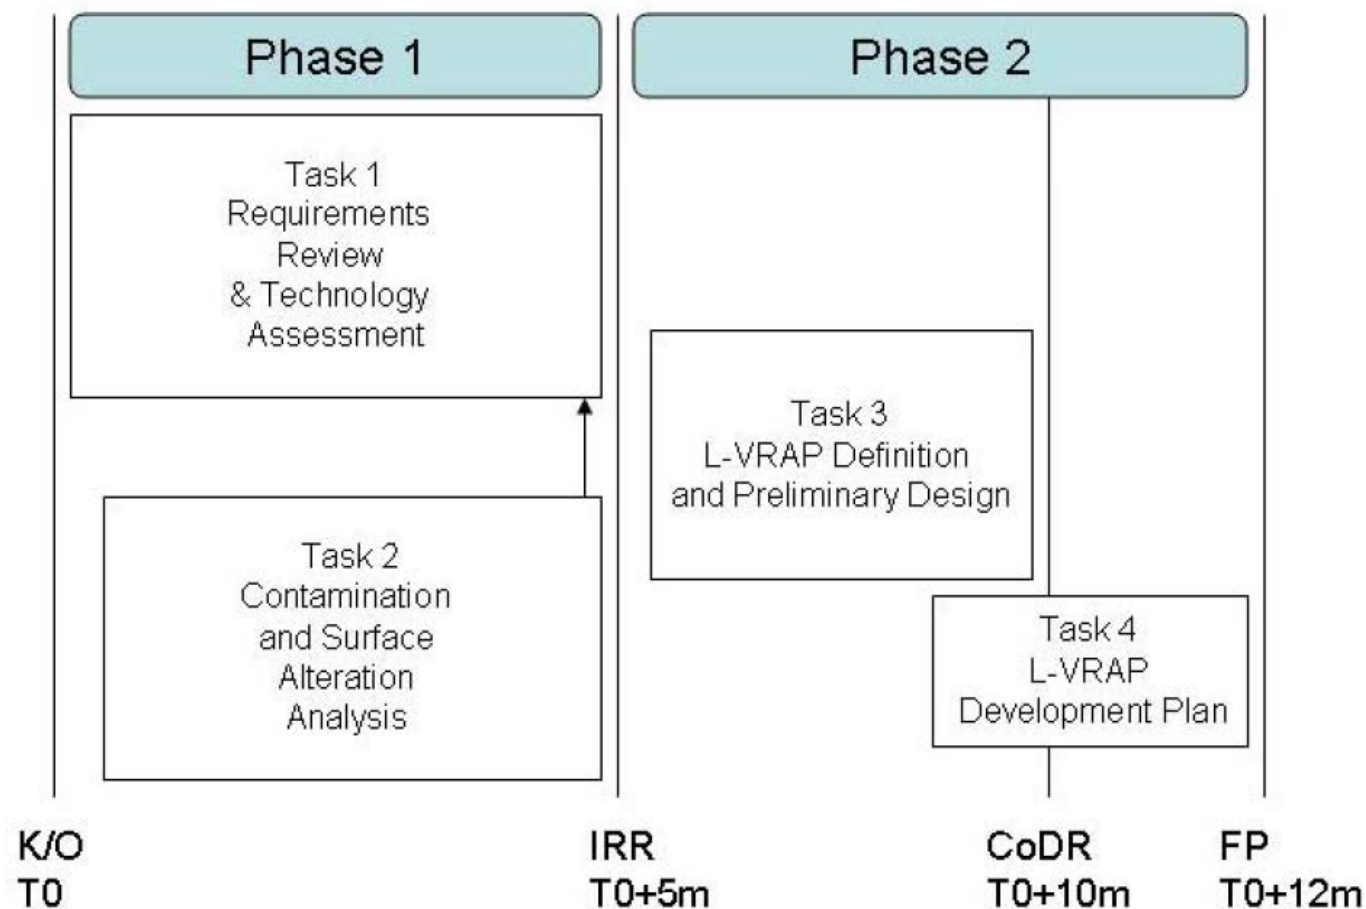 Phase 1
Phase 2
Task 1
Requirements
Review
& Technology
Assessment
Task 2
Contamination
and Surface
Alteration
Analysis
Task 3
L-VRAP Definition
and Preliminary Design
Task 4
L-VRAP
Development Plan
K/O
T0
IRR
T0+5m
CoDR
T0+10m
FP
T0+12m